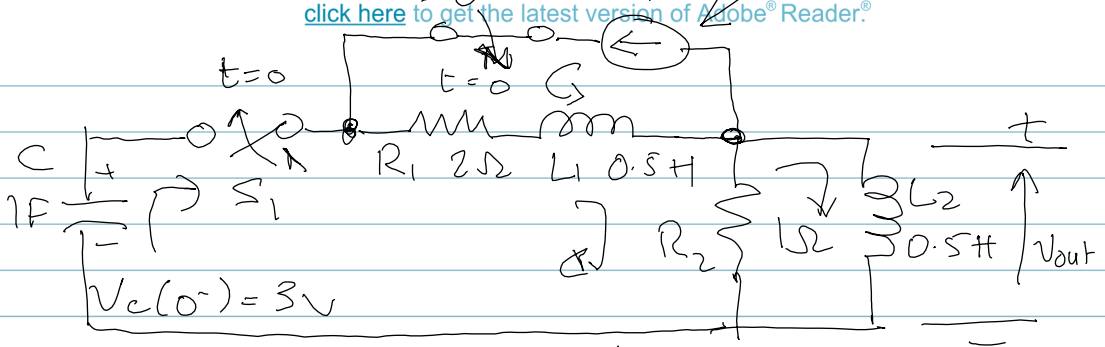 click here to get the latest version of Adobe® Reader.®
t=0
t=0
C
+
S1
R1 2Ω
L1 0.5H
+
1F
-
R2
1Ω
L2
0.5H
Vout
Vc(0-)=3V
-